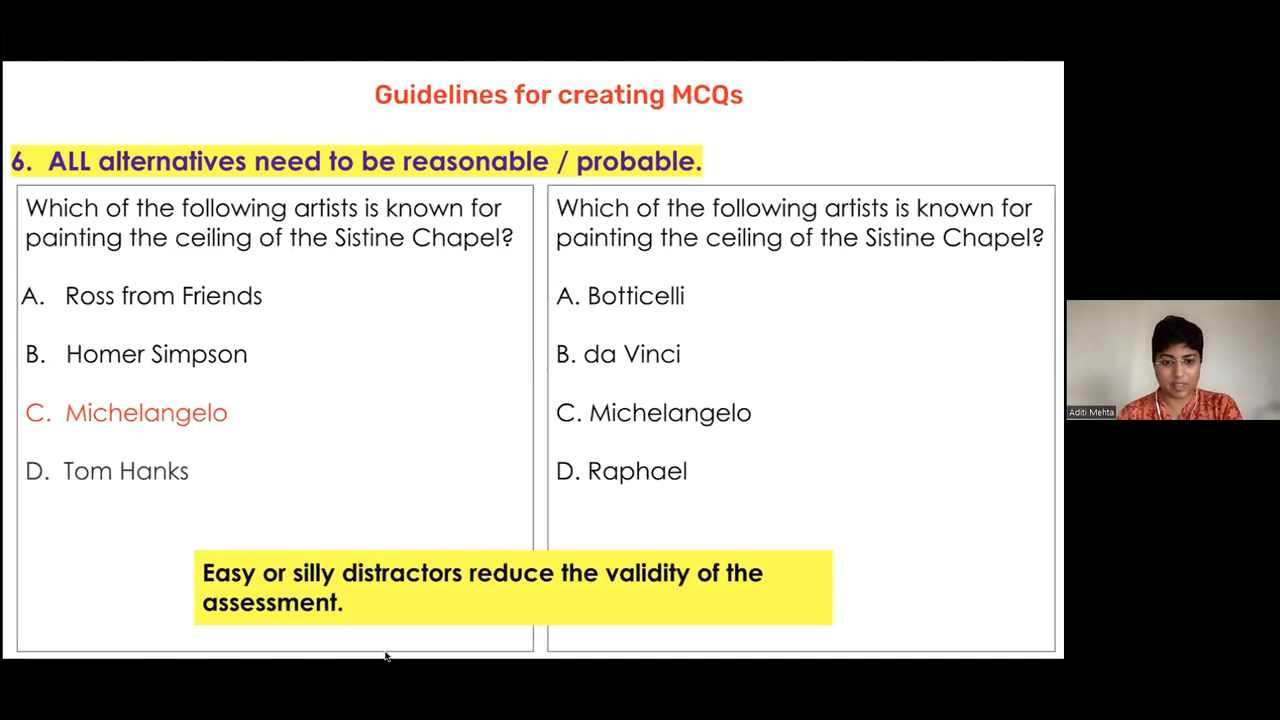 Guidelines for creating MCQs
6. ALL alternatives need to be reasonable / probable.
Which of the following artists is known for
painting the ceiling of the Sistine Chapel?
A. Ross from Friends
B. Homer Simpson
C. Michelangelo
D. Tom Hanks
Which of the following artists is known for
painting the ceiling of the Sistine Chapel?
A. Botticelli
B. da Vinci
C. Michelangelo
D. Raphael
Easy or silly distractors reduce the validity of the
assessment.
Aditi Mehta